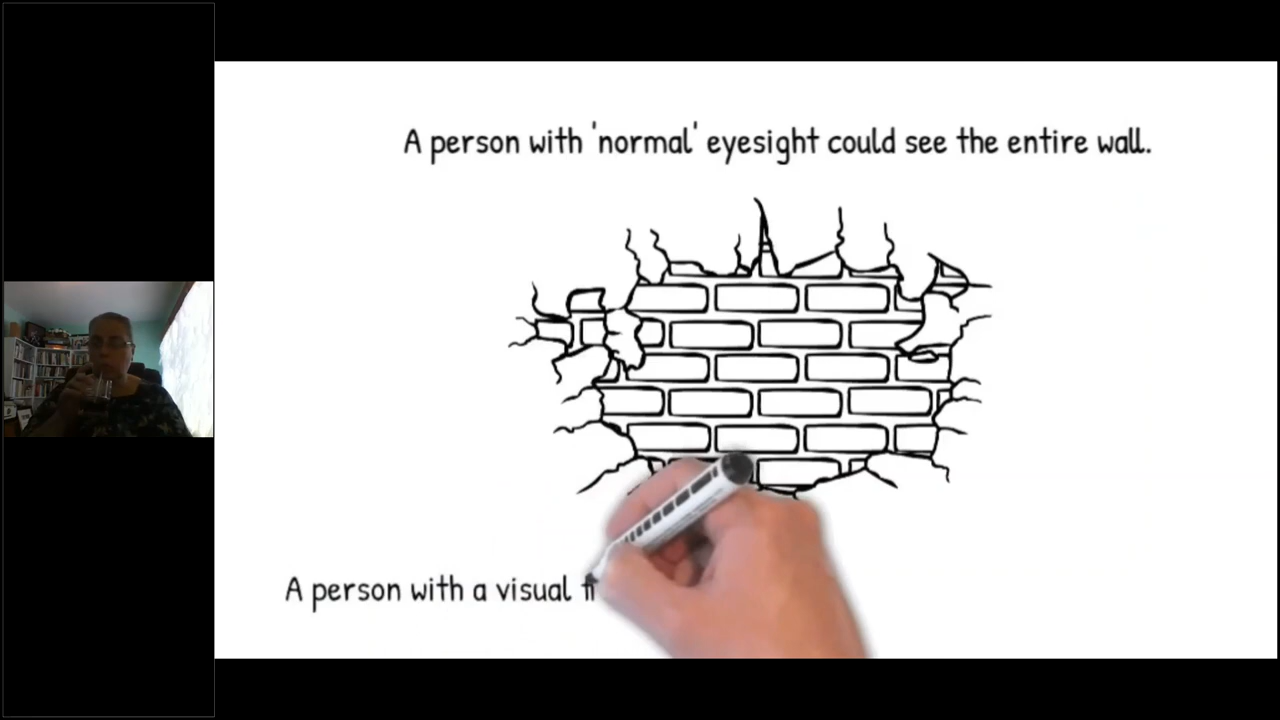 A person with 'normal' eyesight could see the entire wall.
A person with a visual